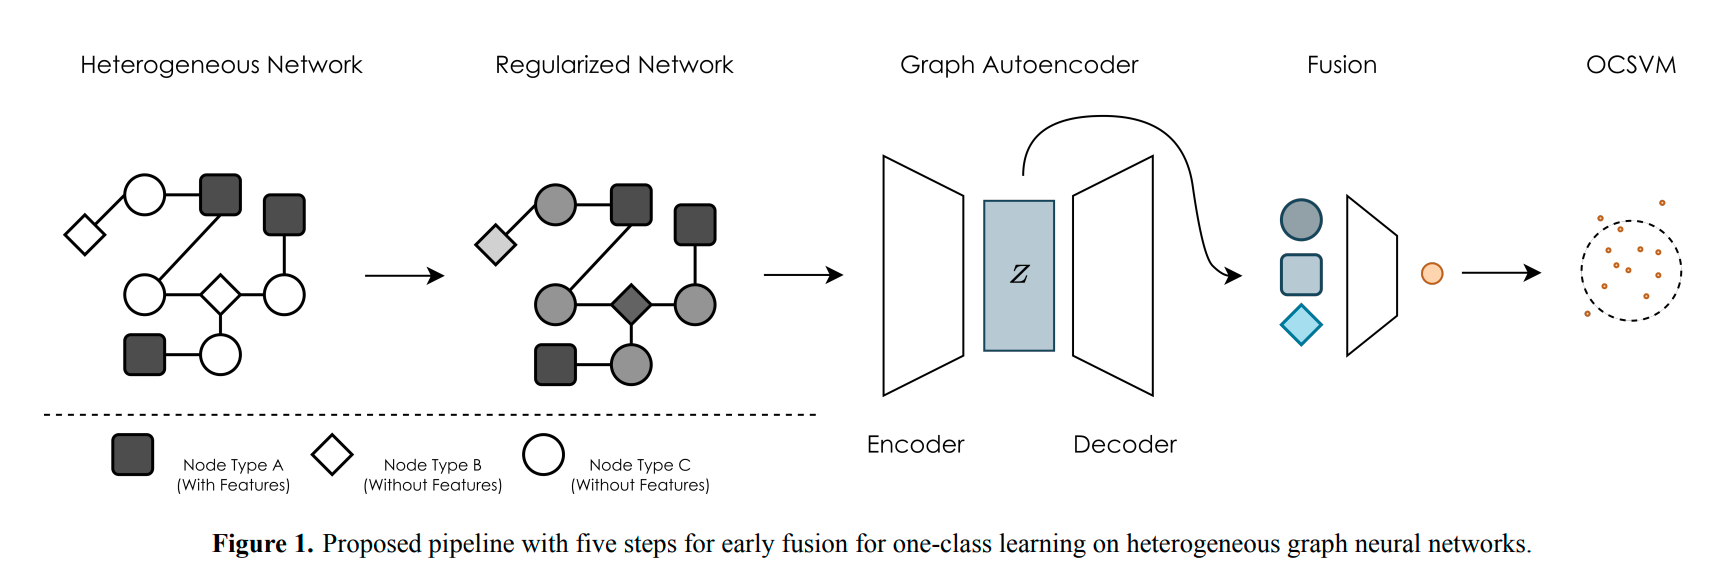 Heterogeneous Network
Regularized Network
Graph Autoencoder
Fusion
OCSVM
z
Encoder
Decoder
Node Type A
(With Features)
Node Type B
(Without Features)
Node Type C
(Without Features)
Figure 1. Proposed pipeline with five steps for early fusion for one-class learning on heterogeneous graph neural networks.